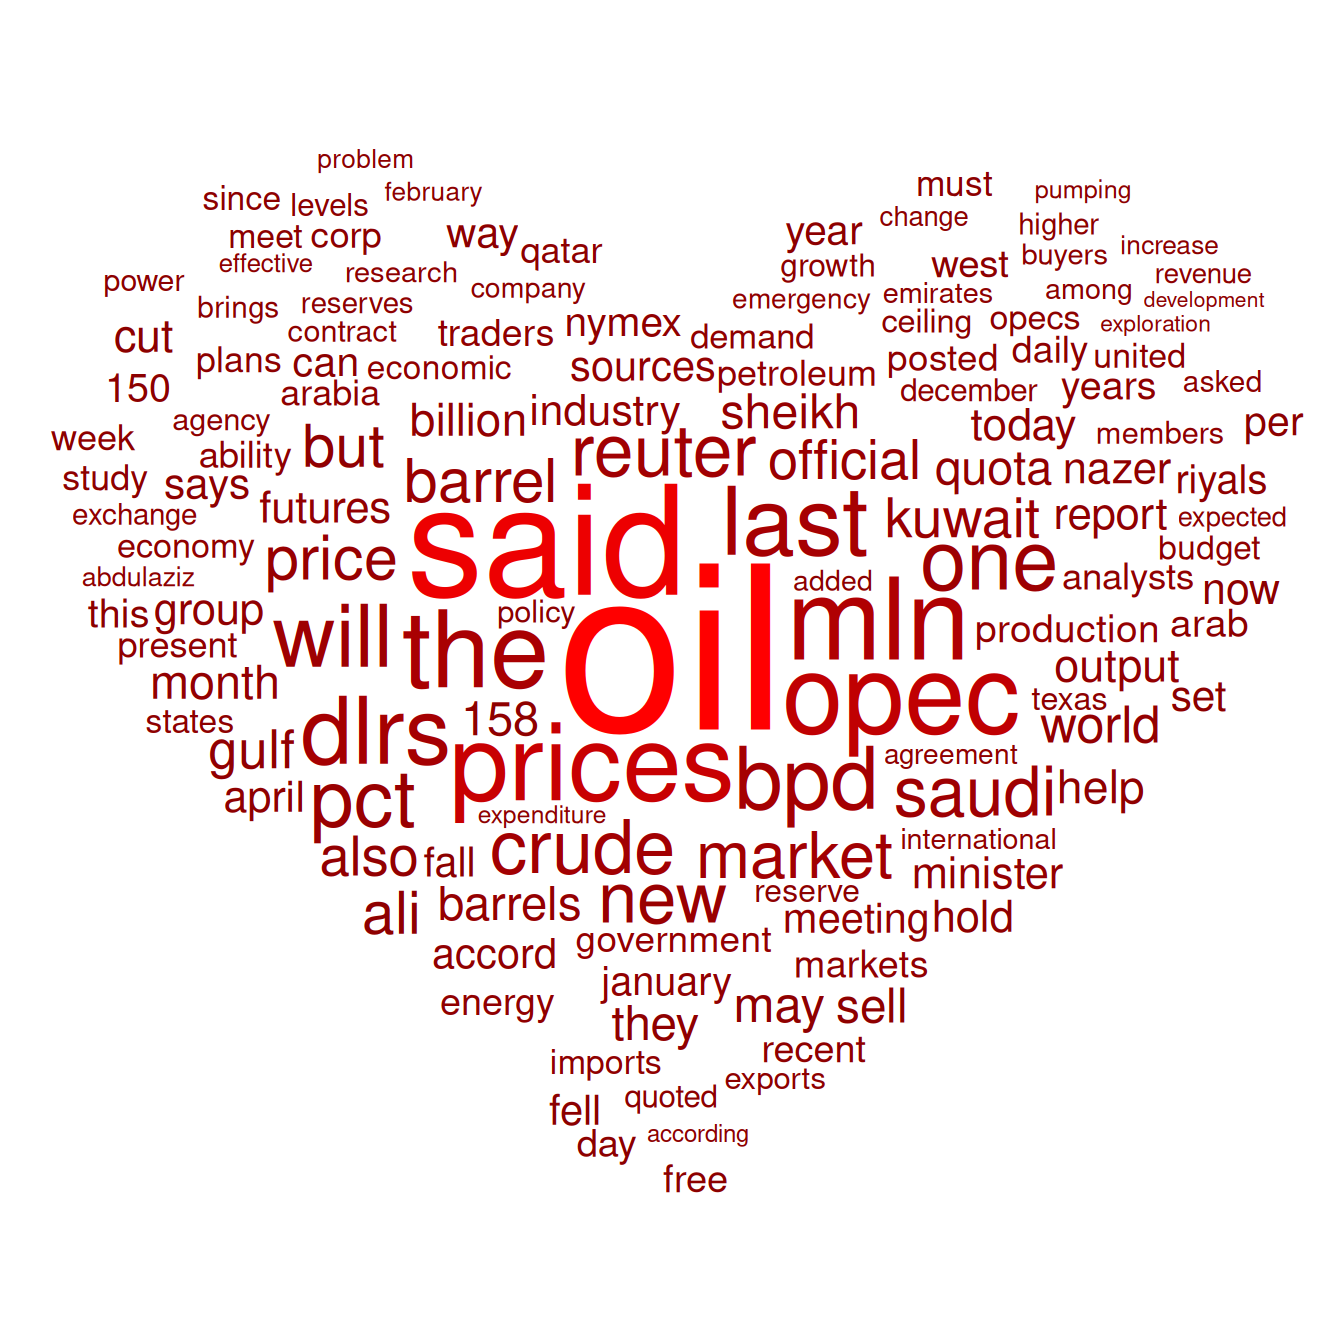 problem
since levels february must pumping
meet corp way qatar year change higher
effective research company growth west buyers increase
power brings reserves emergency emirates among revenue development
cut contract traders nymex demand ceiling opecs exploration
plans can economic sources petroleum posted daily united
150 arabia december years asked
agency billion industry sheikh today members per
week ability but reuter official quota nazer riyals
study says barrel
exchange futures said last kuwait report expected
economy price one budget
abdulaziz added analysts now
this group will the policy oil mln production arab
present
month opec output set
states dlrs 158 texas world
gulf prices bpd agreement
april pct saudi help
expenditure
also fall crude market international minister
ali barrels new reserve meeting hold
accord government markets
energy january may sell
they
imports recent
exports
fell quoted
day according
free